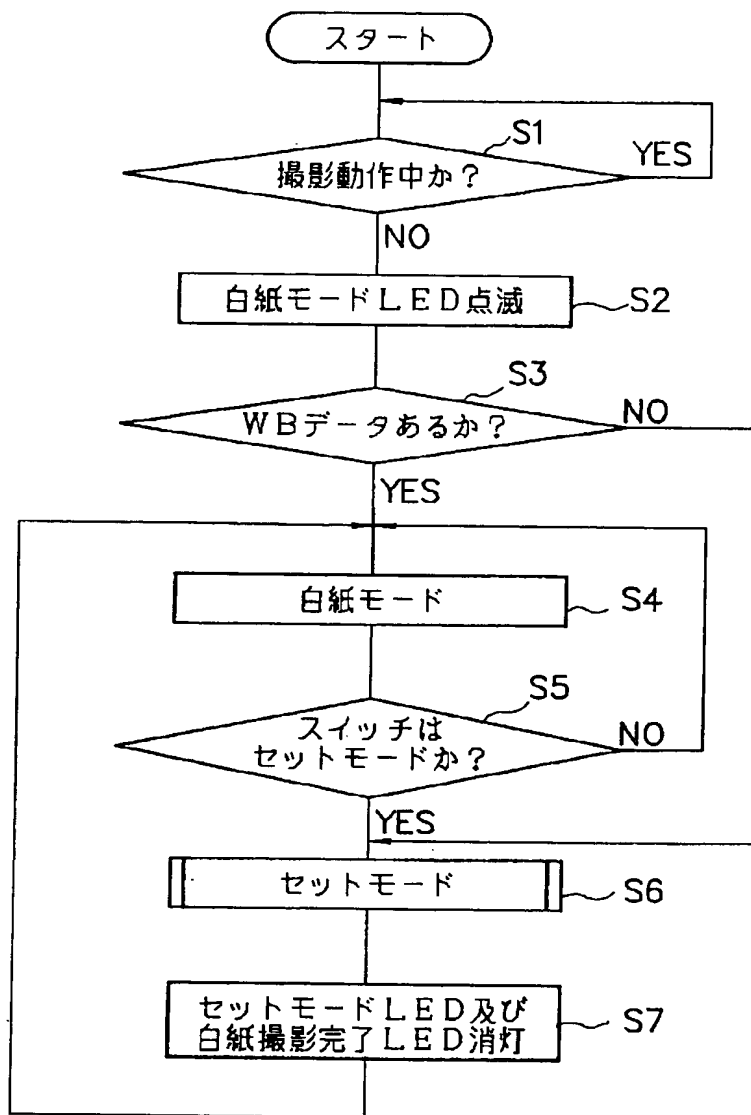 スタート
S1
撮影動作中か?
YES
NO
白紙モードLED点滅
S2
S3
WBデータあるか?
NO
YES
白紙モード
S4
S5
スイッチは
セットモードか?
NO
YES
セットモード
S6
セットモードLED及び
白紙撮影完了LED消灯
S7